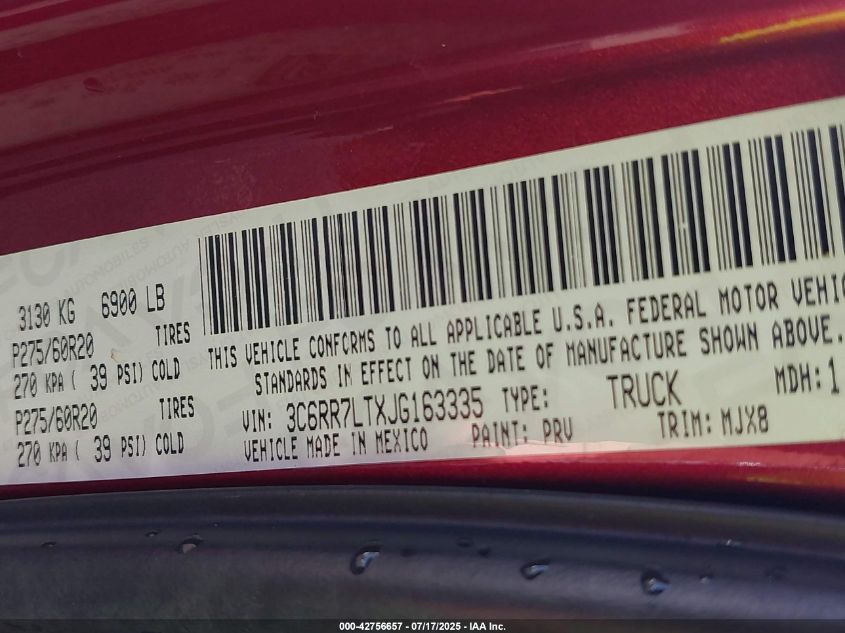 3130 KG 6900 LB
P275/60R20 TIRES
270 KPA ( 39 PSI) COLD
P275/60R20 TIRES
270 KPA ( 39 PSI) COLD
THIS VEHICLE CONFORMS TO ALL APPLICABLE U.S.A. FEDERAL MOTOR VEHIC
STANDARDS IN EFFECT ON THE DATE OF MANUFACTURE SHOWN ABOVE.
VIN: 3C6RR7LTXJG163335 TYPE: TRUCK MDH: 1
VEHICLE MADE IN MEXICO PAINT: PRV TRIM: MJX8
000-42756657 - 07/17/2025 - IAA Inc.